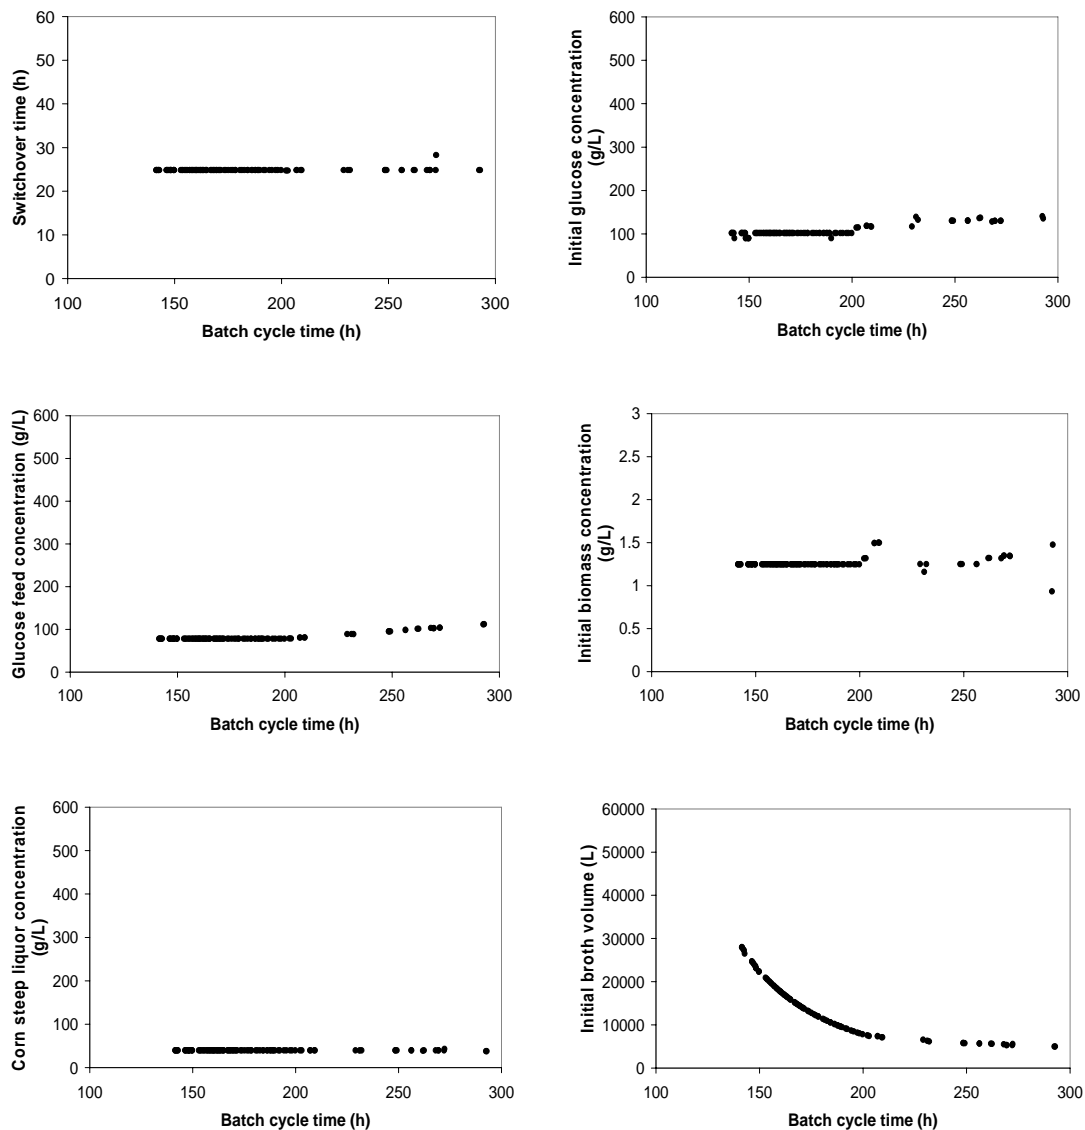 Switchover time (h)
60
50
40
30
20
10
0
100 150 200 250 300
Batch cycle time (h)
Initial glucose concentration
(g/L)
600
500
400
300
200
100
0
100 150 200 250 300
Batch cycle time (h)
Glucose feed concentration (g/L)
600
500
400
300
200
100
0
100 150 200 250 300
Batch cycle time (h)
Initial biomass concentration
(g/L)
3
2.5
2
1.5
1
0.5
0
100 150 200 250 300
Batch cycle time (h)
Corn steep liquor concentration
(g/L)
600
500
400
300
200
100
0
100 150 200 250 300
Batch cycle time (h)
Initial broth volume (L)
60000
50000
40000
30000
20000
10000
0
100 150 200 250 300
Batch cycle time (h)